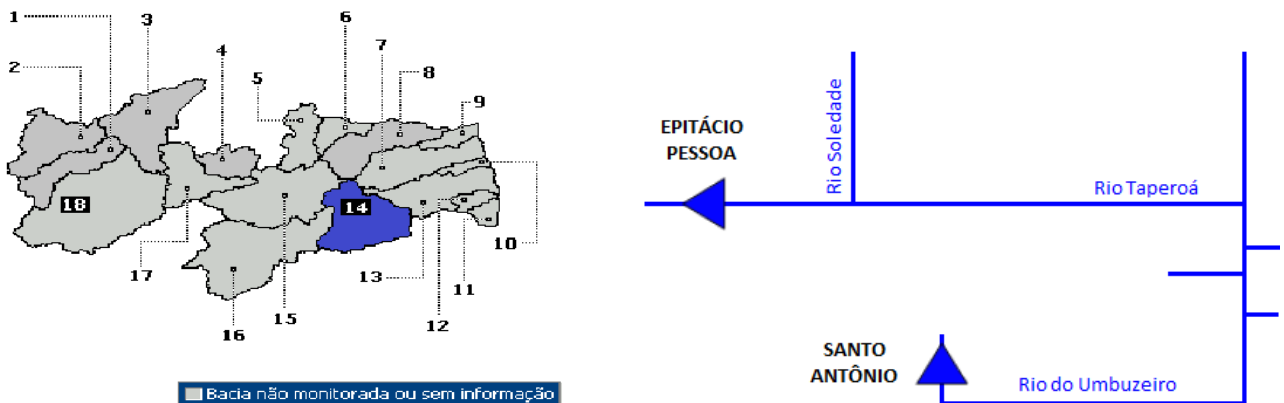 1
3
2
4
5
6
7
8
9
18
14
17
16
15
13
12
11
10
Bacia não monitorada ou sem informação
EPITÁCIO
PESSOA
Rio Soledade
Rio Taperoá
SANTO
ANTÔNIO
Rio do Umbuzeiro